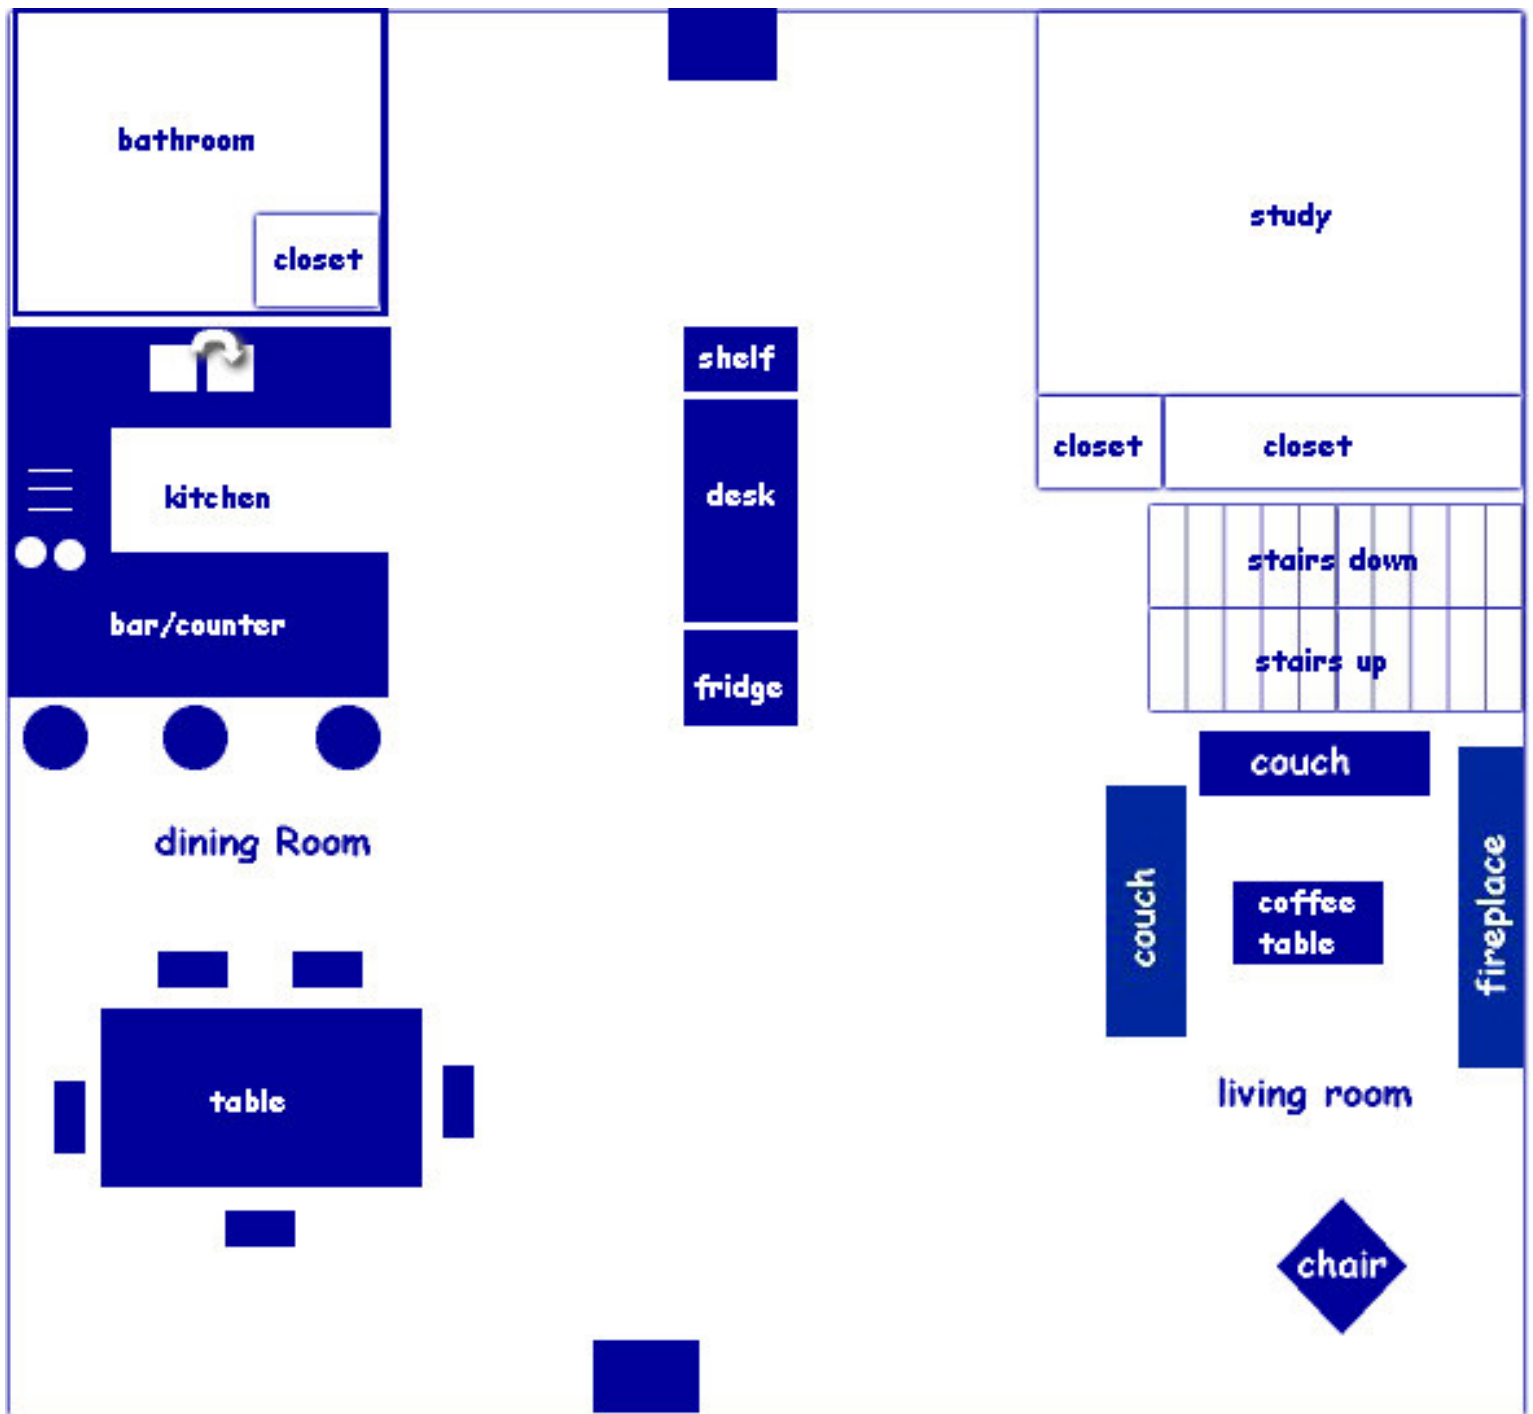 bathroom
closet
study
closet
closet
shelf
desk
fridge
kitchen
bar/counter
stairs down
stairs up
dining Room
couch
couch
coffee
table
fireplace
living room
table
chair